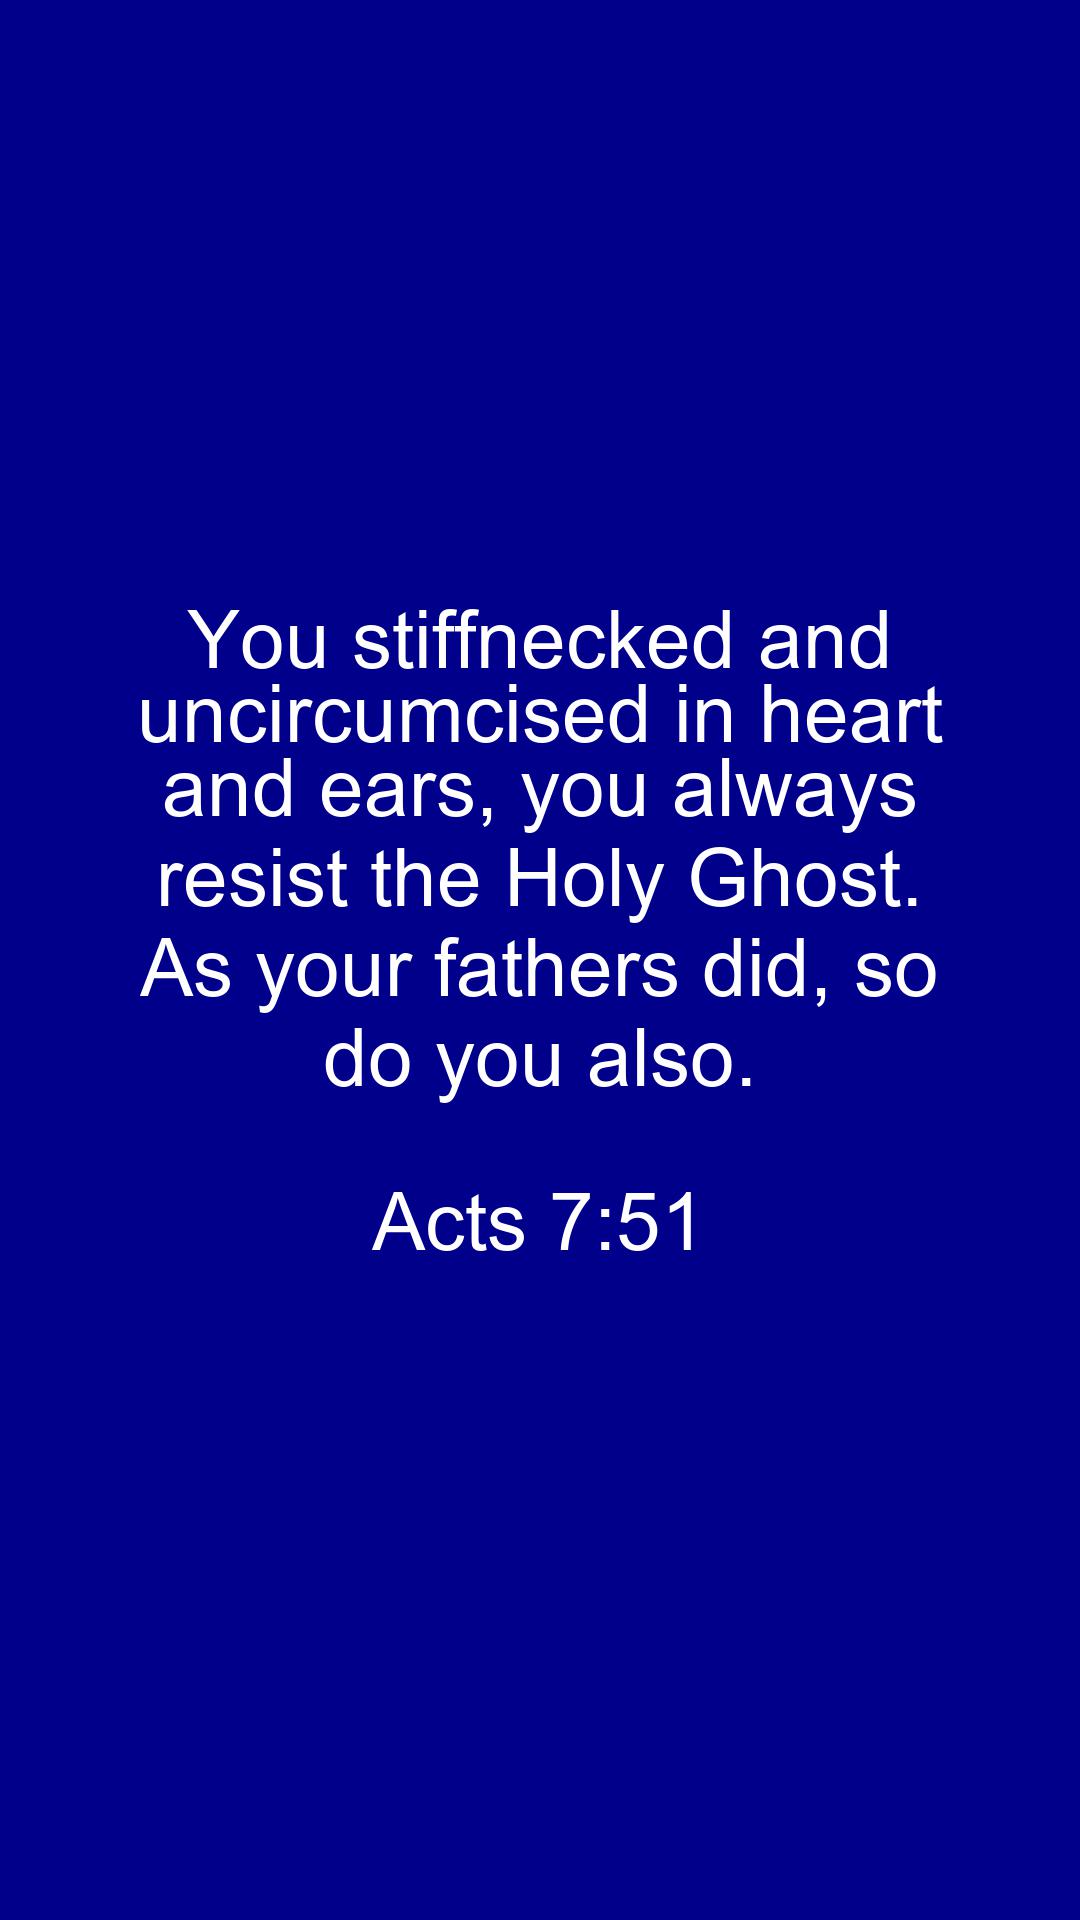 You stiffnecked and
uncircumcised in heart
and ears, you always
resist the Holy Ghost.
As your fathers did, so
do you also.
Acts 7:51